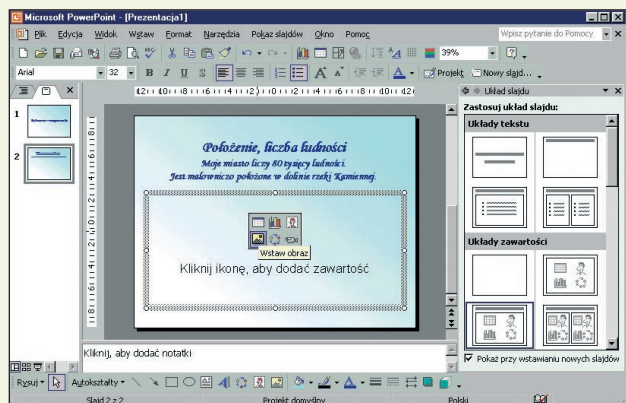 Microsoft PowerPoint - [Prezentacja1]
Plik Edycja Widok Wstaw Format Narzędzia Pokaz slajdów Okno Pomoc Wpisz pytanie do Pomocy
39%
Arial 32 B I U S Projekt Nowy slajd...
Układ slajdu
Zastosuj układ slajdu:
Układy tekstu
1
2
Położenie, liczba ludności
Moje miasto liczy 80 tysięcy ludności.
Jest malowniczo położone w dolinie rzeki Kamiennej.
Wstaw obraz
Kliknij ikonę, aby dodać zawartość
Układy zawartości
Kliknij, aby dodać notatki
Pokaż przy wstawianiu nowych slajdów
Rysuj Autokształty
Slajd 2 z 2 Projekt domyślny Polski